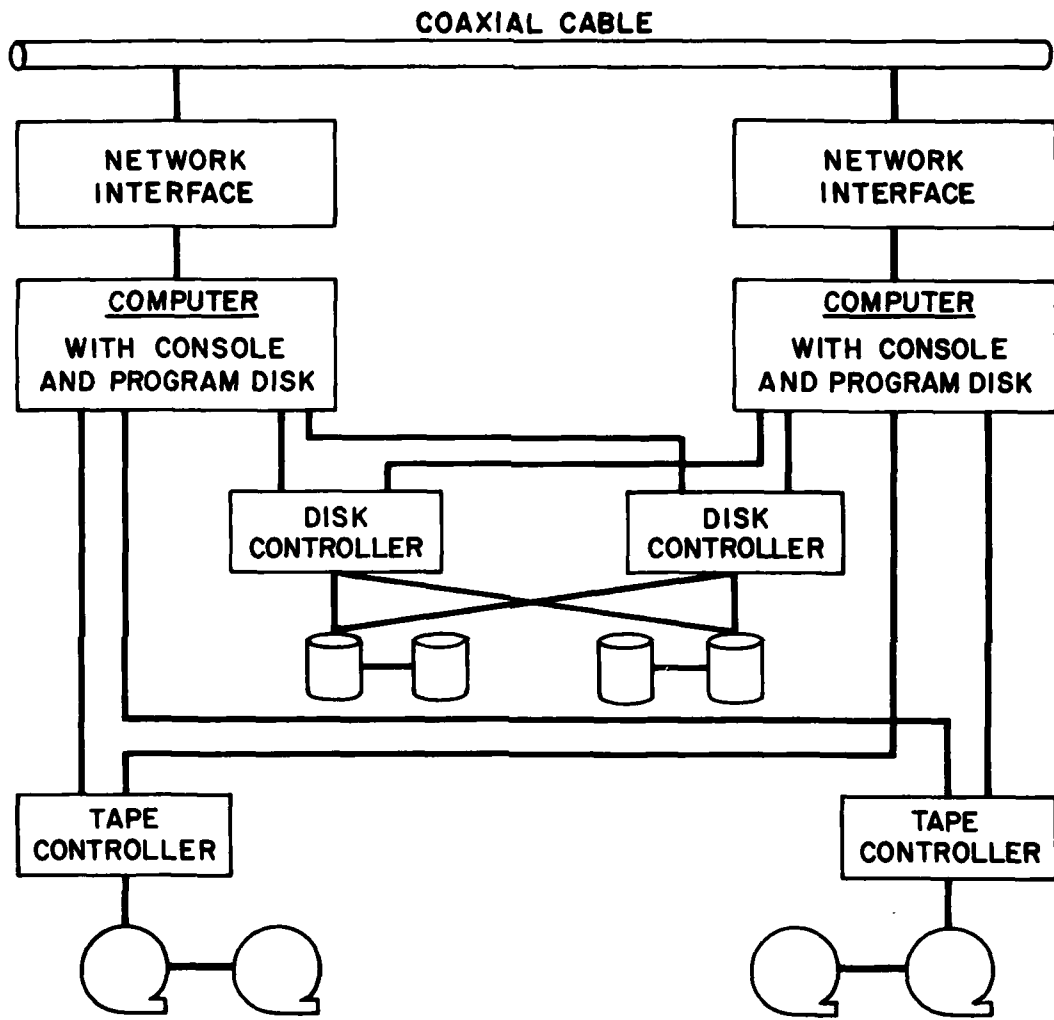 COAXIAL CABLE
NETWORK
INTERFACE
NETWORK
INTERFACE
COMPUTER
WITH CONSOLE
AND PROGRAM DISK
COMPUTER
WITH CONSOLE
AND PROGRAM DISK
DISK
CONTROLLER
DISK
CONTROLLER
TAPE
CONTROLLER
TAPE
CONTROLLER